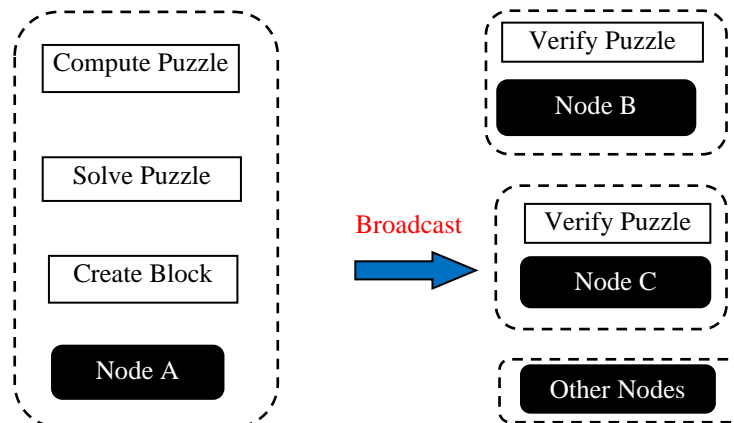 Compute Puzzle
Solve Puzzle
Create Block
Node A
Broadcast
Verify Puzzle
Node B
Verify Puzzle
Node C
Other Nodes